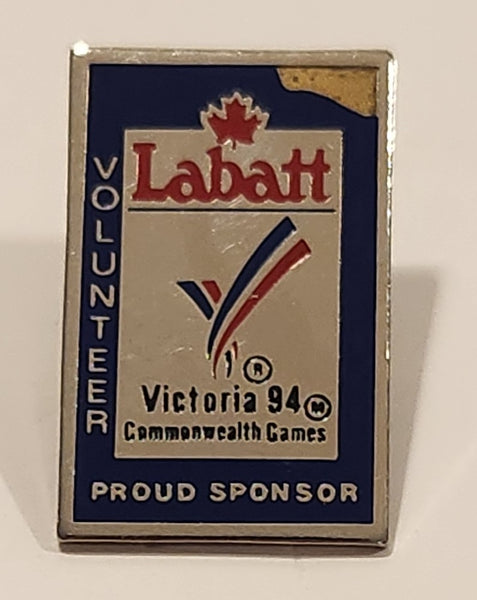 Labatt
VOLUNTEER
®
Victoria 94 Ⓜ
Commonwealth Games
PROUD SPONSOR